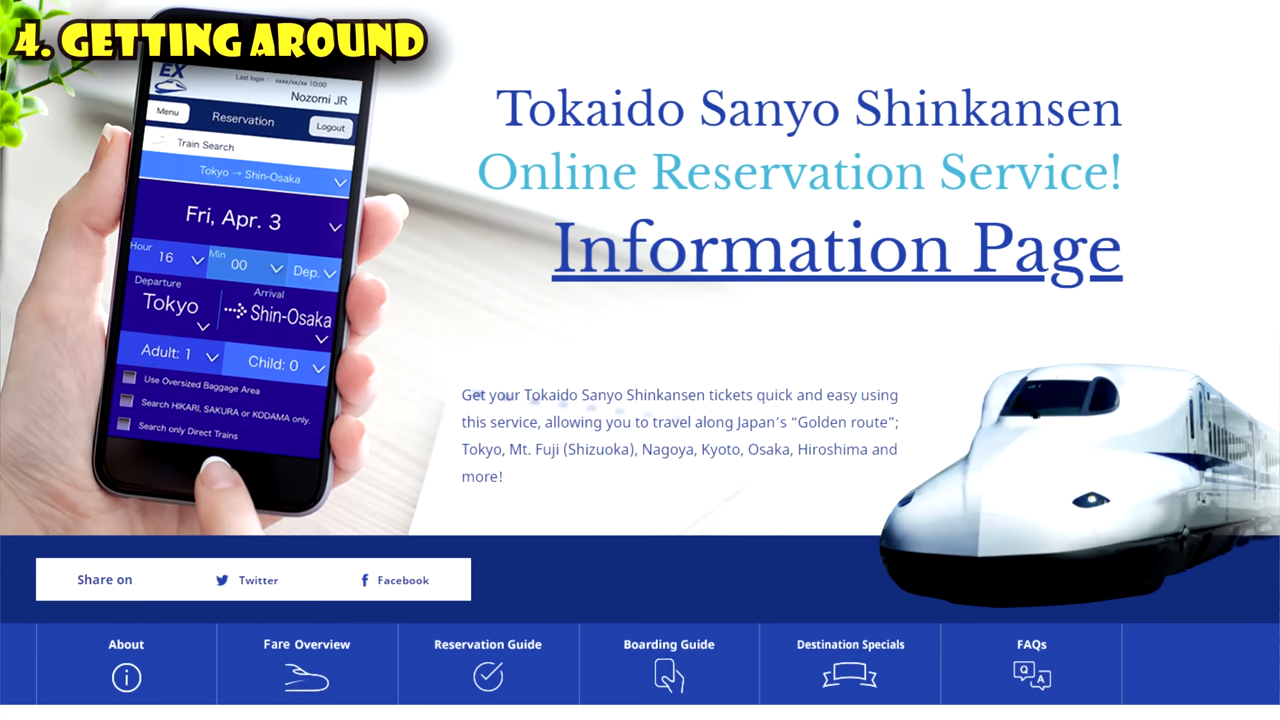 4. GETTING AROUND
EX
Last login : xxxx/xx/xx 10:00
Nozomi JR
Menu
Reservation
Logout
Train Search
Tokyo → Shin-Osaka
Fri, Apr. 3
Hour
16
Min
00
Dep.
Departure
Tokyo
Arrival
Shin-Osaka
Adult: 1
Child: 0
Use Oversized Baggage Area
Search HIKARI, SAKURA or KODAMA only.
Search only Direct Trains
Tokaido Sanyo Shinkansen
Online Reservation Service!
Information Page
Get your Tokaido Sanyo Shinkansen tickets quick and easy using
this service, allowing you to travel along Japan's “Golden route”;
Tokyo, Mt. Fuji (Shizuoka), Nagoya, Kyoto, Osaka, Hiroshima and
more!
Share on
Twitter
Facebook
About
Fare Overview
Reservation Guide
Boarding Guide
Destination Specials
FAQs
Q
A